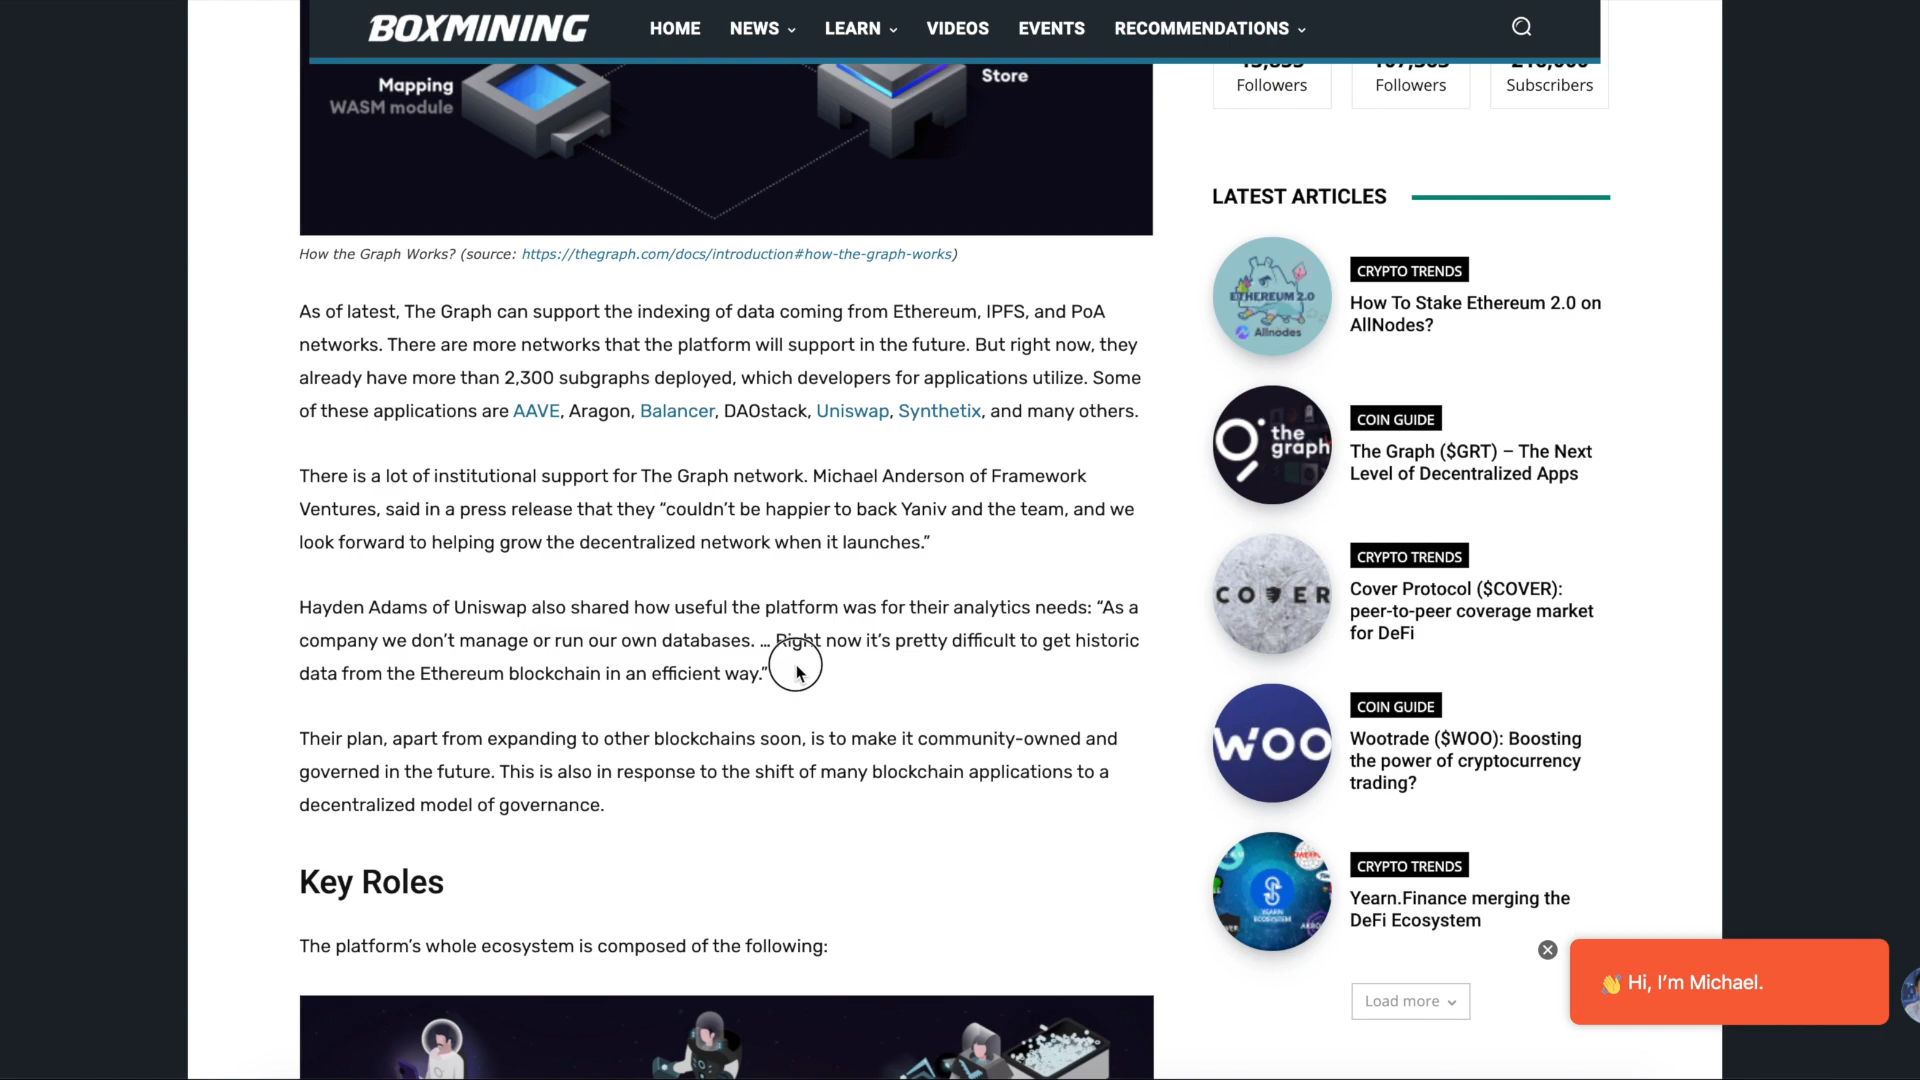 BOXMINING
HOME NEWS LEARN VIDEOS EVENTS RECOMMENDATIONS
Mapping
WASM module
Store
Followers Followers Subscribers
How the Graph Works? (source: https://thegraph.com/docs/introduction#how-the-graph-works)
As of latest, The Graph can support the indexing of data coming from Ethereum, IPFS, and PoA
networks. There are more networks that the platform will support in the future. But right now, they
already have more than 2,300 subgraphs deployed, which developers for applications utilize. Some
of these applications are AAVE, Aragon, Balancer, DAOstack, Uniswap, Synthetix, and many others.
There is a lot of institutional support for The Graph network. Michael Anderson of Framework
Ventures, said in a press release that they “couldn’t be happier to back Yaniv and the team, and we
look forward to helping grow the decentralized network when it launches.”
Hayden Adams of Uniswap also shared how useful the platform was for their analytics needs: “As a
company we don’t manage or run our own databases. … Right now it’s pretty difficult to get historic
data from the Ethereum blockchain in an efficient way.”
Their plan, apart from expanding to other blockchains soon, is to make it community-owned and
governed in the future. This is also in response to the shift of many blockchain applications to a
decentralized model of governance.
Key Roles
The platform’s whole ecosystem is composed of the following:
LATEST ARTICLES
ETHEREUM 2.0
Allnodes
CRYPTO TRENDS
How To Stake Ethereum 2.0 on
AllNodes?
the
graph
COIN GUIDE
The Graph ($GRT) – The Next
Level of Decentralized Apps
COVER
CRYPTO TRENDS
Cover Protocol ($COVER):
peer-to-peer coverage market
for DeFi
WOO
COIN GUIDE
Wootrade ($WOO): Boosting
the power of cryptocurrency
trading?
YEARN
ECOSYSTEM
CRYPTO TRENDS
Yearn.Finance merging the
DeFi Ecosystem
Load more
👋 Hi, I’m Michael.